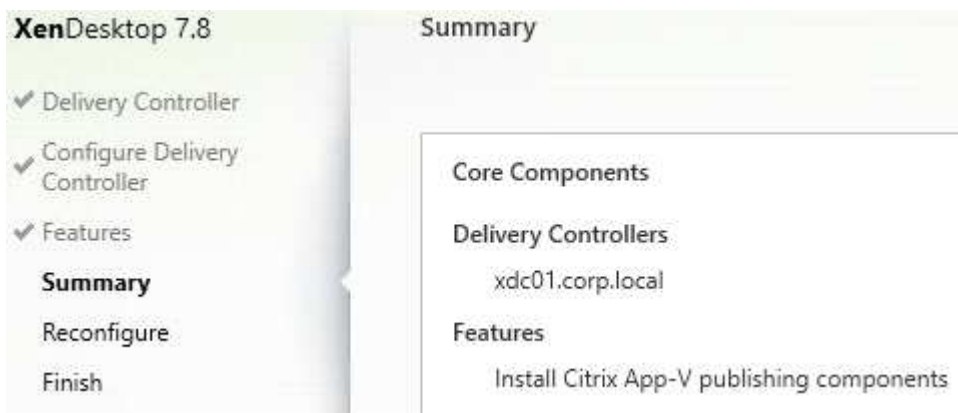 XenDesktop 7.8
Delivery Controller
Configure Delivery
Controller
Features
Summary
Reconfigure
Finish
Summary
Core Components
Delivery Controllers
xdc01.corp.local
Features
Install Citrix App-V publishing components